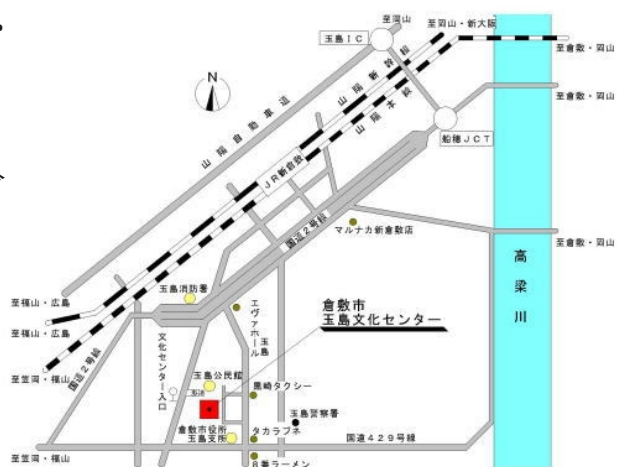 至岡山
至岡山・新大阪
玉島IC
至倉敷・岡山
N
山陽新幹線
山陽本線
至倉敷・岡山
山陽自動車道
船穂JCT
JR新倉敷
国道2号線
マルナカ新倉敷店
至倉敷・岡山
高梁川
玉島消防署
至福山・広島
エヴァホール玉島
倉敷市
玉島文化センター
至福山・広島
文化センター入口
国道2号線
玉島公民館
至笠岡・福山
黒崎タクシー
玉島警察署
倉敷市役所
玉島支所
タカラブネ
国道429号線
至笠岡・福山
8番ラーメン